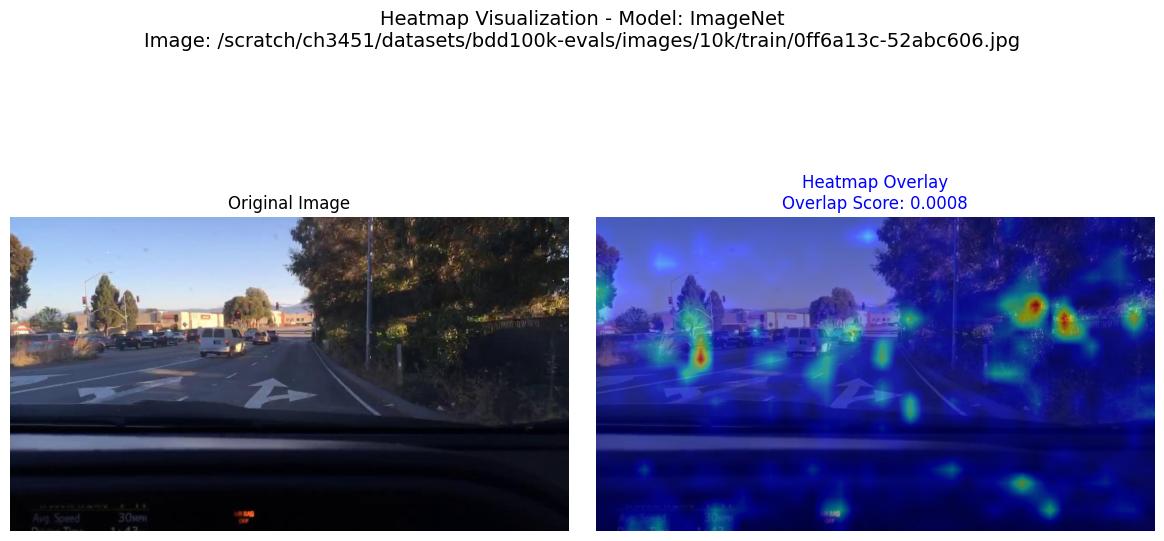 Heatmap Visualization - Model: ImageNet
Image: /scratch/ch3451/datasets/bdd100k-evals/images/10k/train/0ff6a13c-52abc606.jpg
Original Image
Heatmap Overlay
Overlap Score: 0.0008
Avg. Speed 30MPH